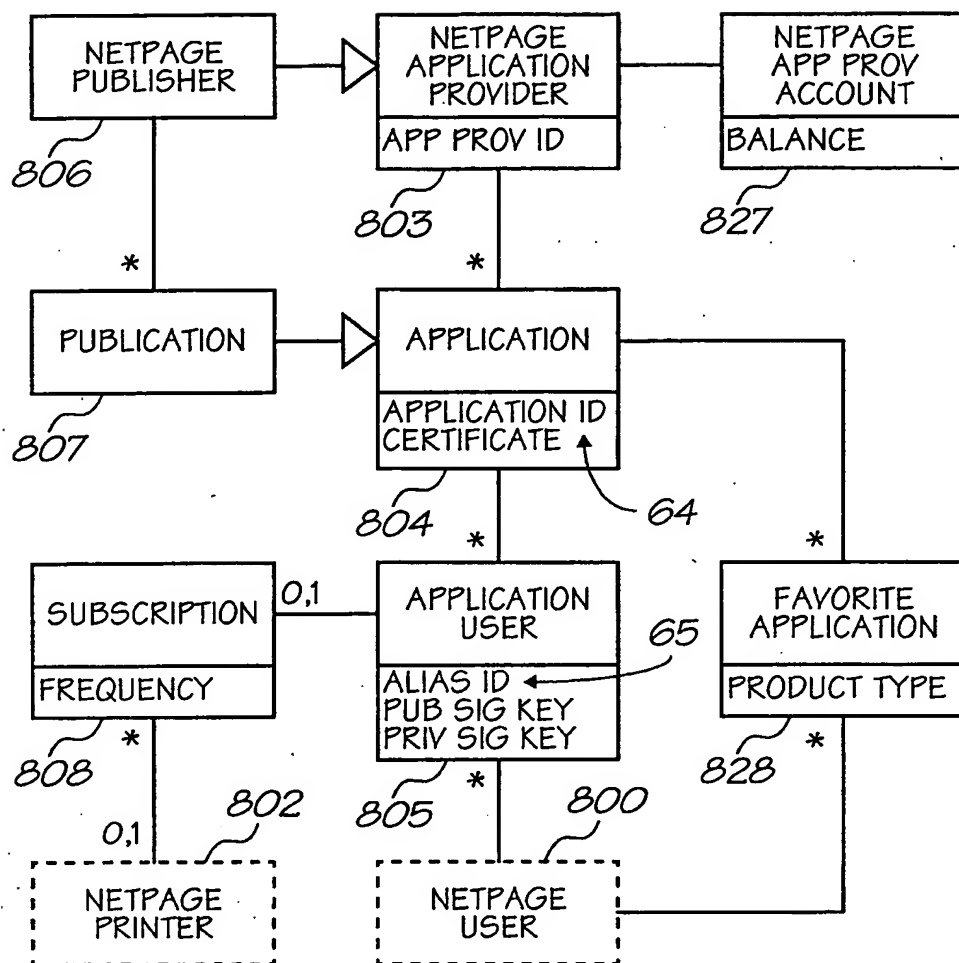 NETPAGE
PUBLISHER
NETPAGE
APPLICATION
PROVIDER
NETPAGE
APP PROV
ACCOUNT
APP PROV ID
BALANCE
806
803
827
*
*
PUBLICATION
APPLICATION
APPLICATION ID
CERTIFICATE
807
804
64
*
*
SUBSCRIPTION
0,1
APPLICATION
USER
FAVORITE
APPLICATION
65
FREQUENCY
ALIAS ID
PUB SIG KEY
PRIV SIG KEY
PRODUCT TYPE
*
808
805
*
828
*
802
800
0,1
NETPAGE
PRINTER
NETPAGE
USER